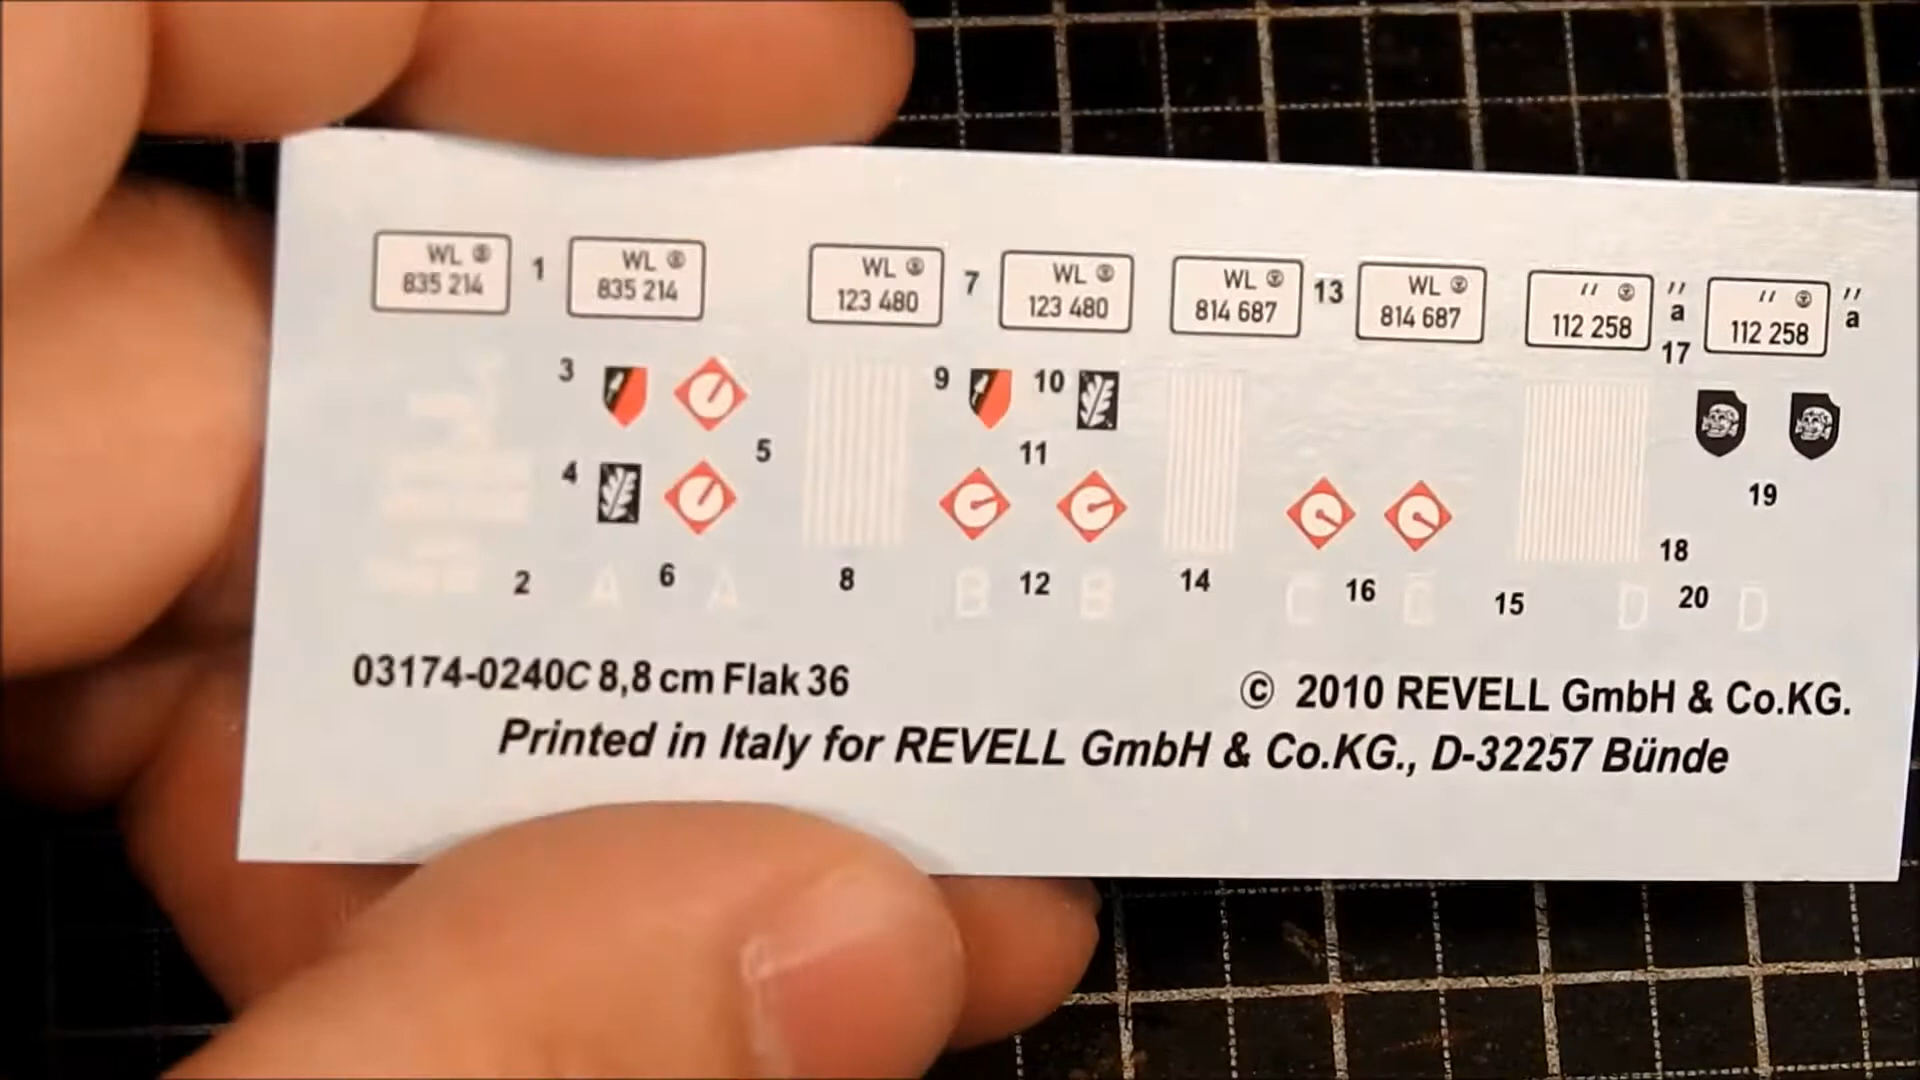 WL
835 214
1
WL
835 214
WL
123 480
7
WL
123 480
WL
814 687
13
WL
814 687
112 258
a
17
112 258
a
3
9
10
5
11
4
19
18
2
A
6
A
8
B
12
B
14
C
16
C
15
D
20
D
03174-0240C 8,8 cm Flak 36
© 2010 REVELL GmbH & Co.KG.
Printed in Italy for REVELL GmbH & Co.KG., D-32257 Bünde